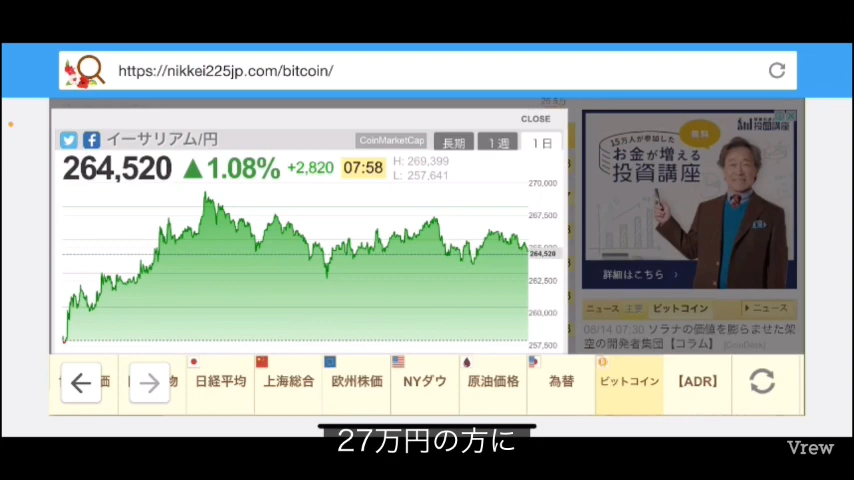 https://nikkei225jp.com/bitcoin/
CLOSE
イーサリアム/円
CoinMarketCap
長期
1週
1日
264,520 ▲1.08% +2,820 07:58
H: 269,399
L: 257,641
270,000
267,500
264,520
262,500
260,000
257,500
15万人が参加した
お金が増える
投資講座
無料
投資講座
詳細はこちら ›
ニュース 主要 ビットコイン ▶ニュース
08/14 07:30 ソラナの価値を膨らませた架
空の開発者集団【コラム】 [CoinDesk]
日経平均
上海総合
欧州株価
NYダウ
原油価格
為替
ビットコイン
【ADR】
27万円の方に
Vrew